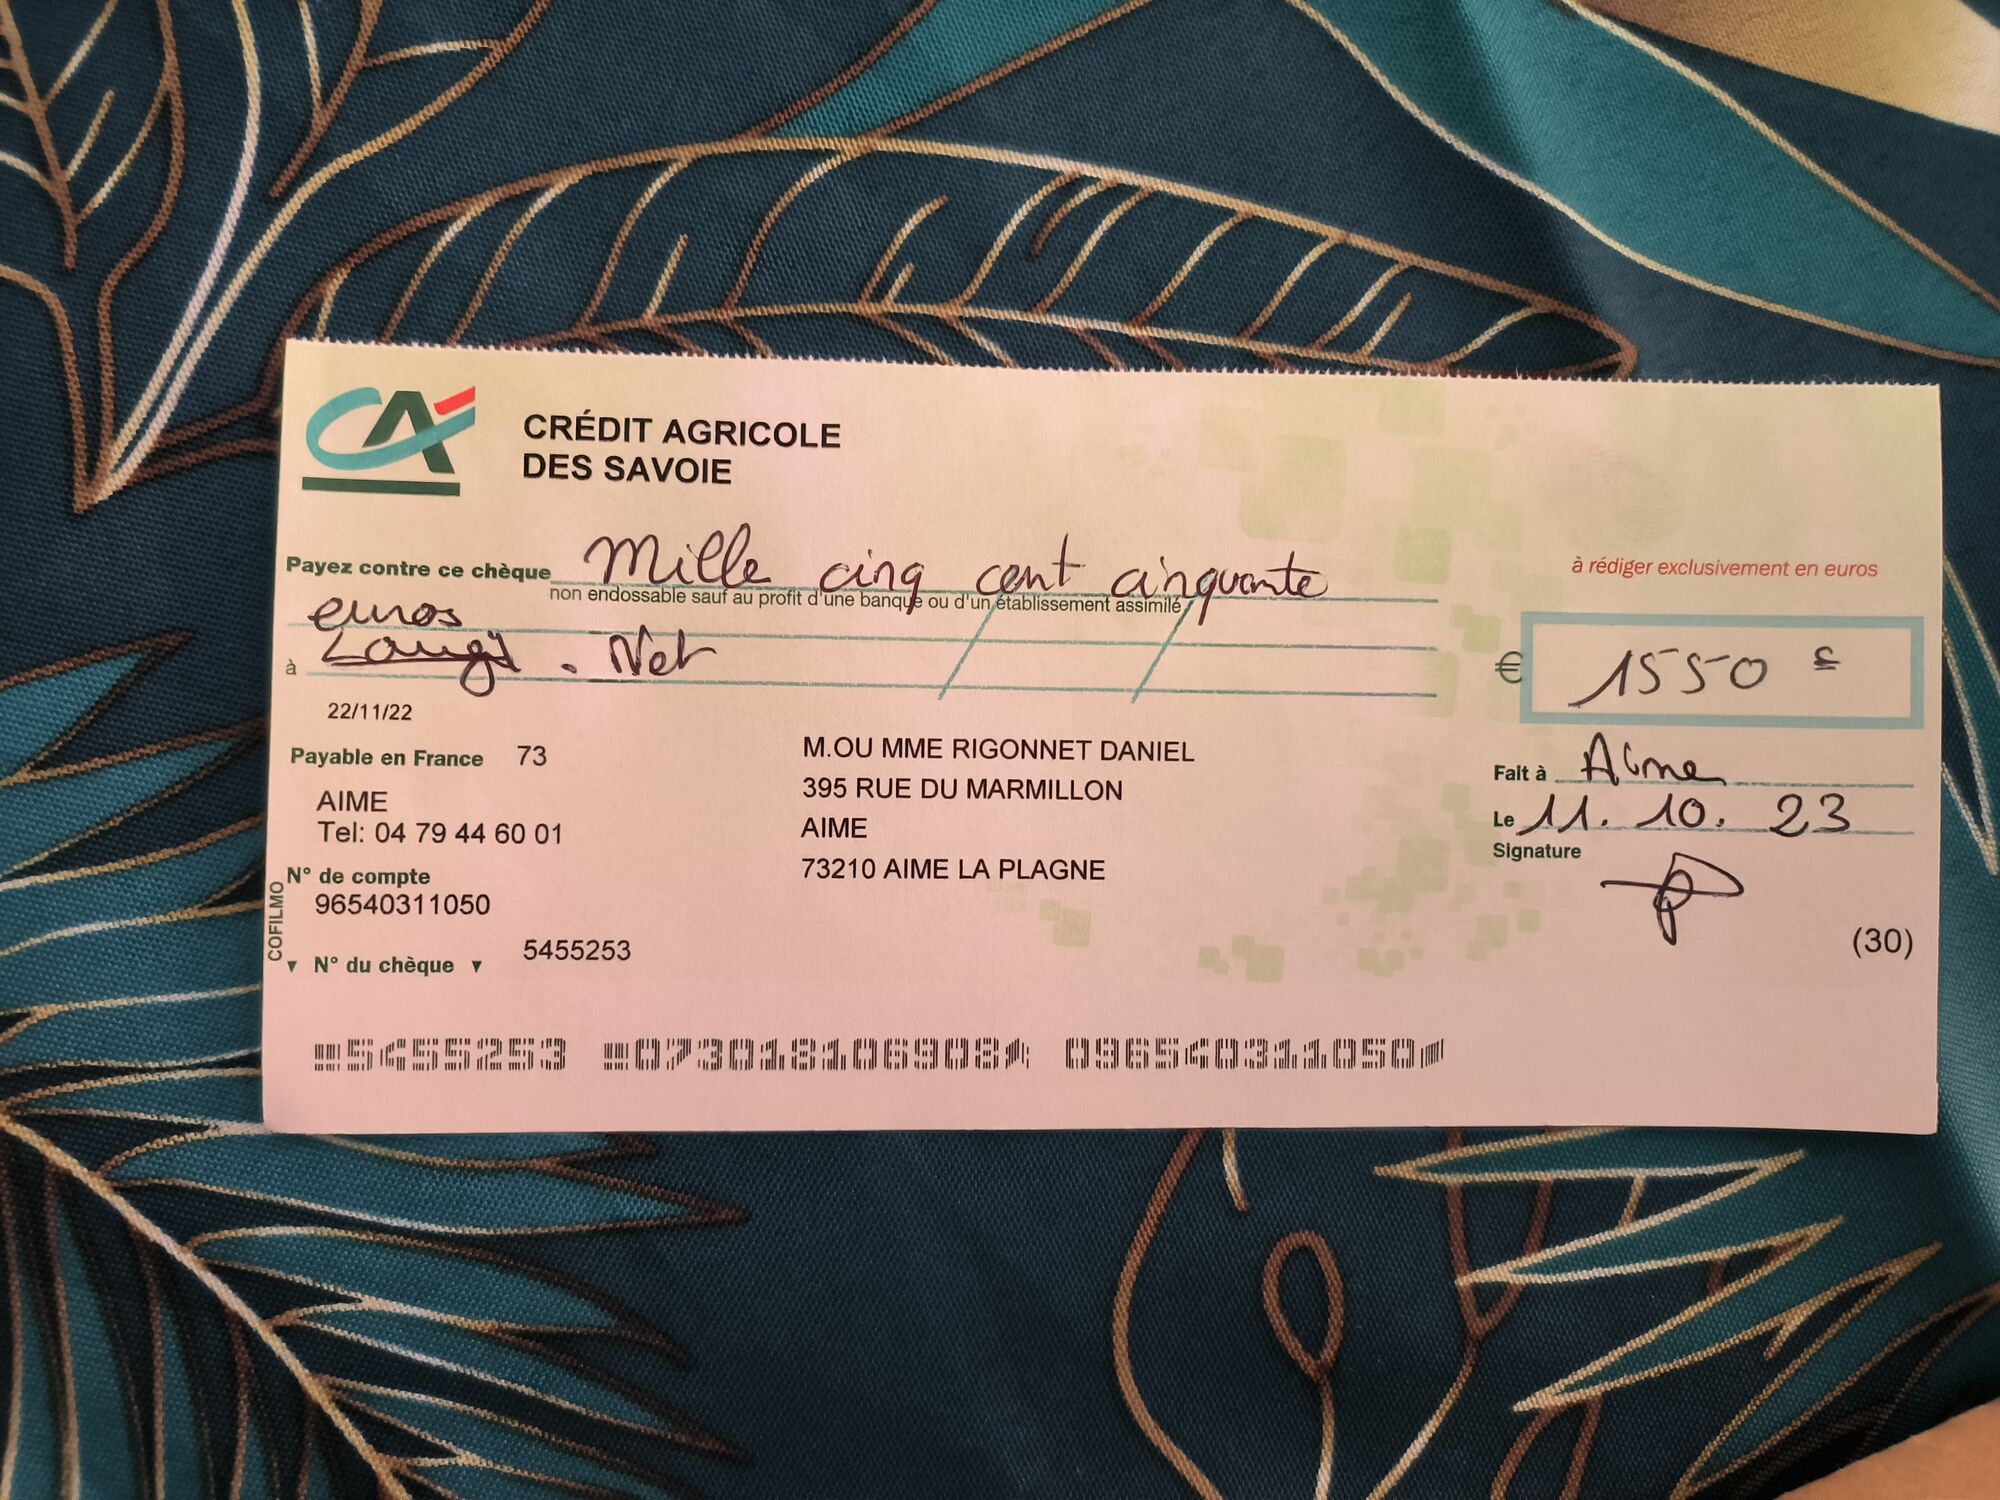 CA
CRÉDIT AGRICOLE
DES SAVOIE
Payez contre ce chèque Mille cinq cent cinquante
non endossable sauf au profit d'une banque ou d'un établissement assimilé
à rédiger exclusivement en euros
euros
à . Net
€ 1550 €
22/11/22
Payable en France 73
AIME
Tel: 04 79 44 60 01
N° de compte
96540311050
COFILMO
N° du chèque 5455253
M.OU MME RIGONNET DANIEL
395 RUE DU MARMILLON
AIME
73210 AIME LA PLAGNE
Fait à Aime
Le 11. 10. 23
Signature
(30)
5455253 073018106908 096540311050